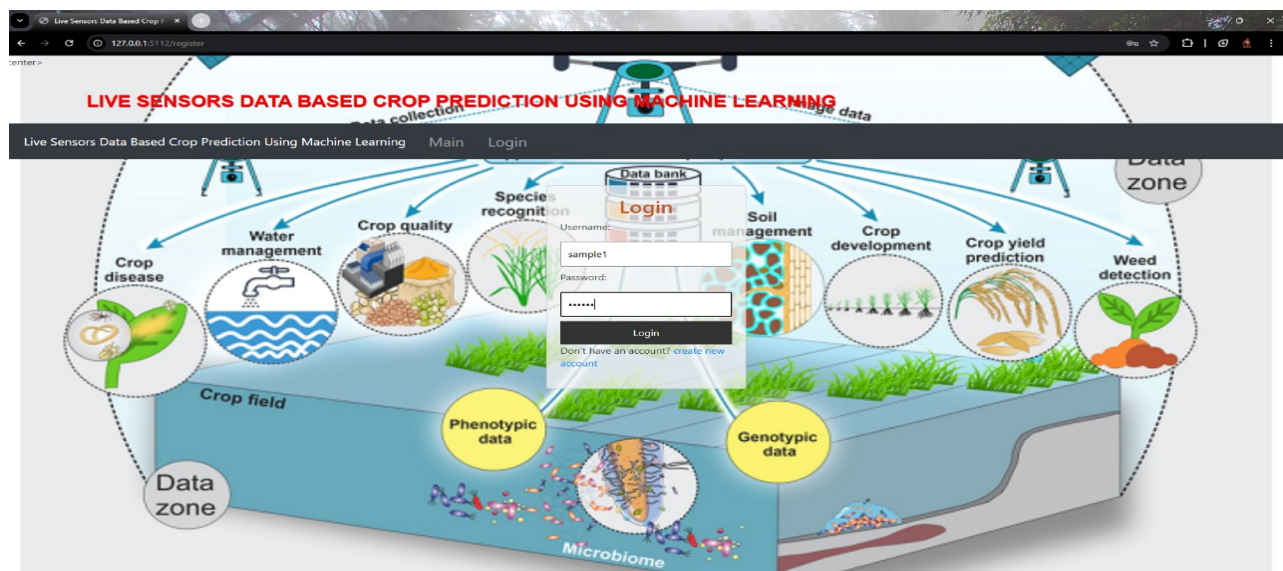 Live Sensors Data Based Crop
127.0.0.1:5112/register
center>
LIVE SENSORS DATA BASED CROP PREDICTION USING MACHINE LEARNING
Data collection
Image data
Live Sensors Data Based Crop Prediction Using Machine Learning Main Login
Data
zone
Data bank
Species
recognition
Crop quality
Water
management
Crop
disease
Login
Username:
sample1
Password:
••••••
Login
Don't have an account? create new
account
Soil
management
Crop
development
Crop yield
prediction
Weed
detection
Crop field
Phenotypic
data
Genotypic
data
Data
zone
Microbiome